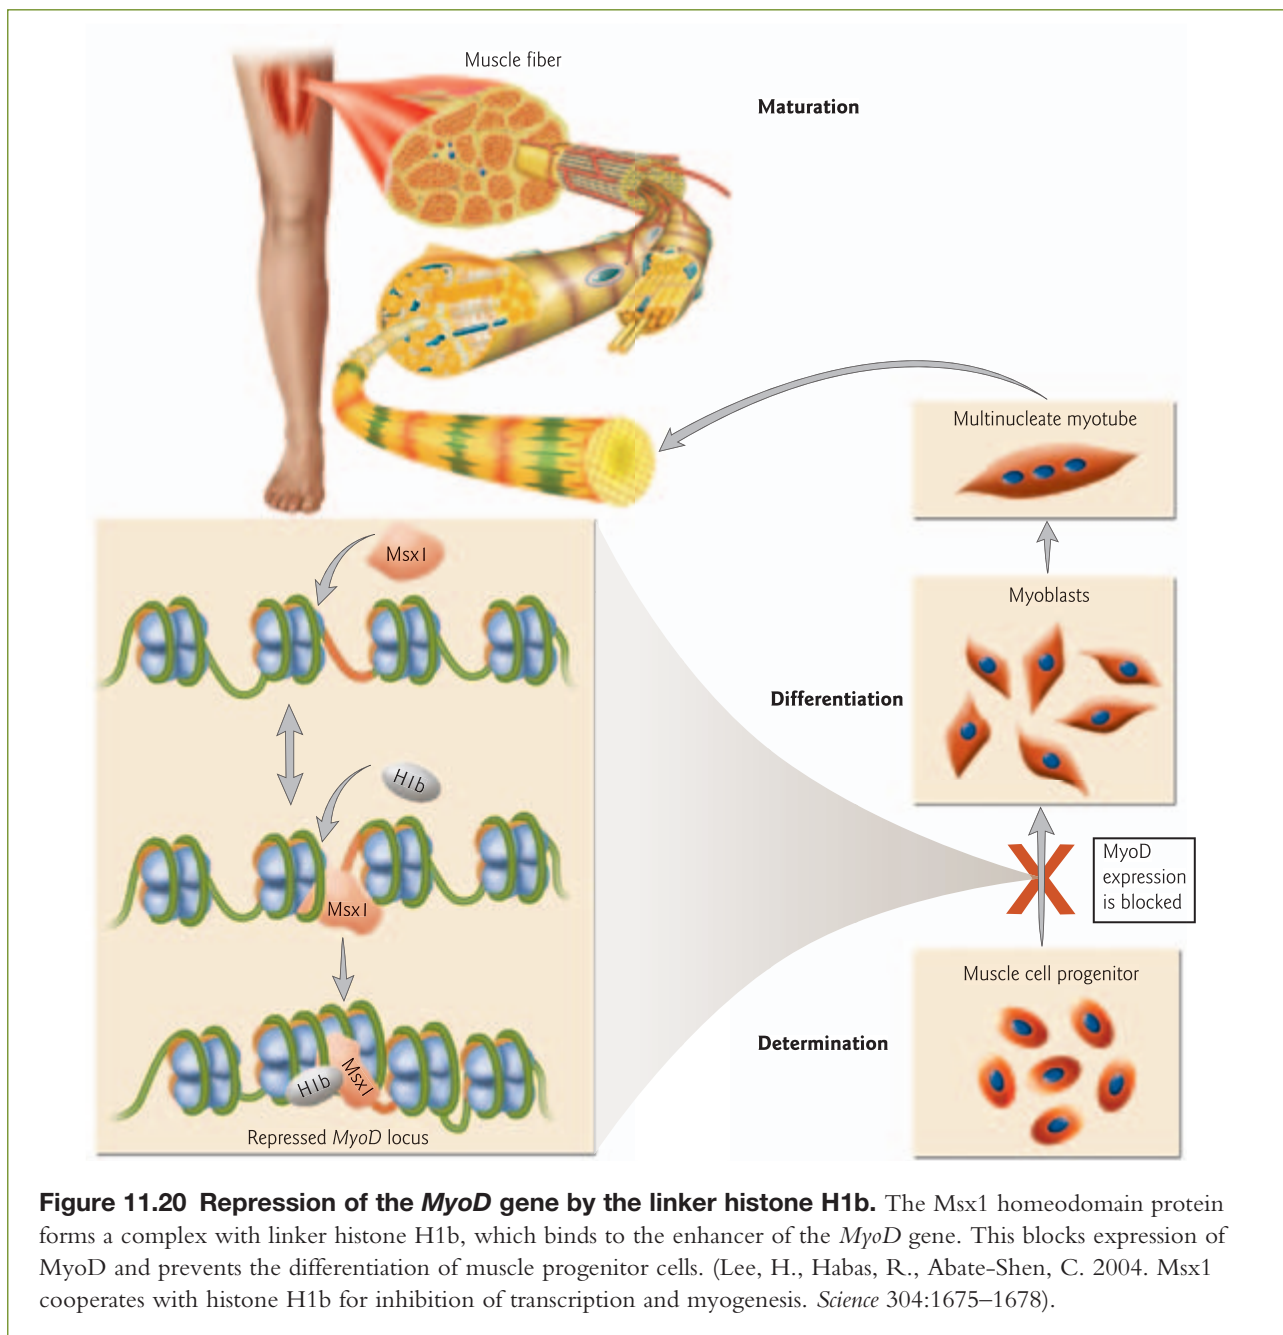 Muscle fiber
Maturation
Multinucleate myotube
Msx1
Myoblasts
Differentiation
H1b
MyoD
expression
is blocked
Msx1
Muscle cell progenitor
Determination
H1b
Msx1
Repressed MyoD locus
Figure 11.20 Repression of the MyoD gene by the linker histone H1b. The Msx1 homeodomain protein
forms a complex with linker histone H1b, which binds to the enhancer of the MyoD gene. This blocks expression of
MyoD and prevents the differentiation of muscle progenitor cells. (Lee, H., Habas, R., Abate-Shen, C. 2004. Msx1
cooperates with histone H1b for inhibition of transcription and myogenesis. Science 304:1675–1678).